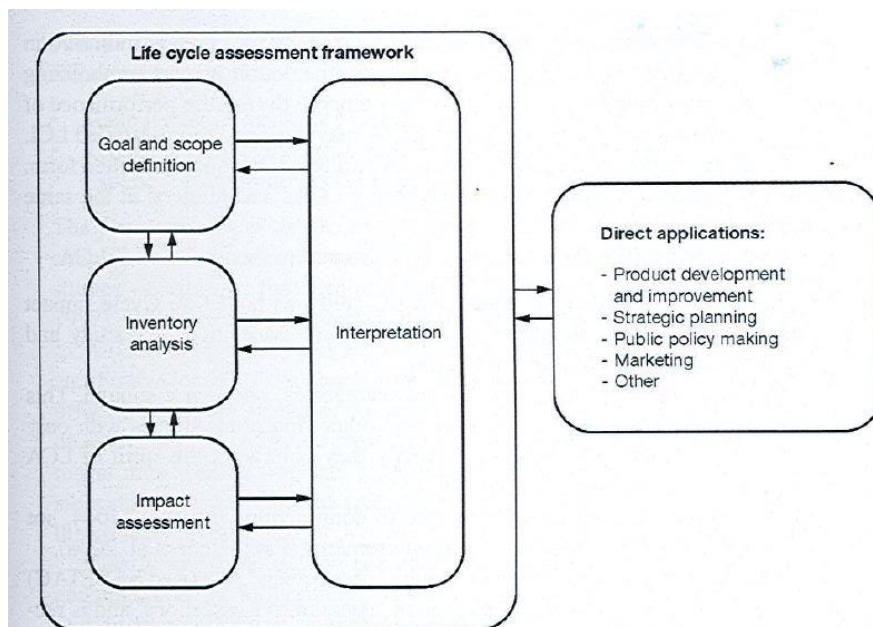 Life cycle assessment framework
Goal and scope
definition
Inventory
analysis
Impact
assessment
Interpretation
Direct applications:
- Product development
and improvement
- Strategic planning
- Public policy making
- Marketing
- Other